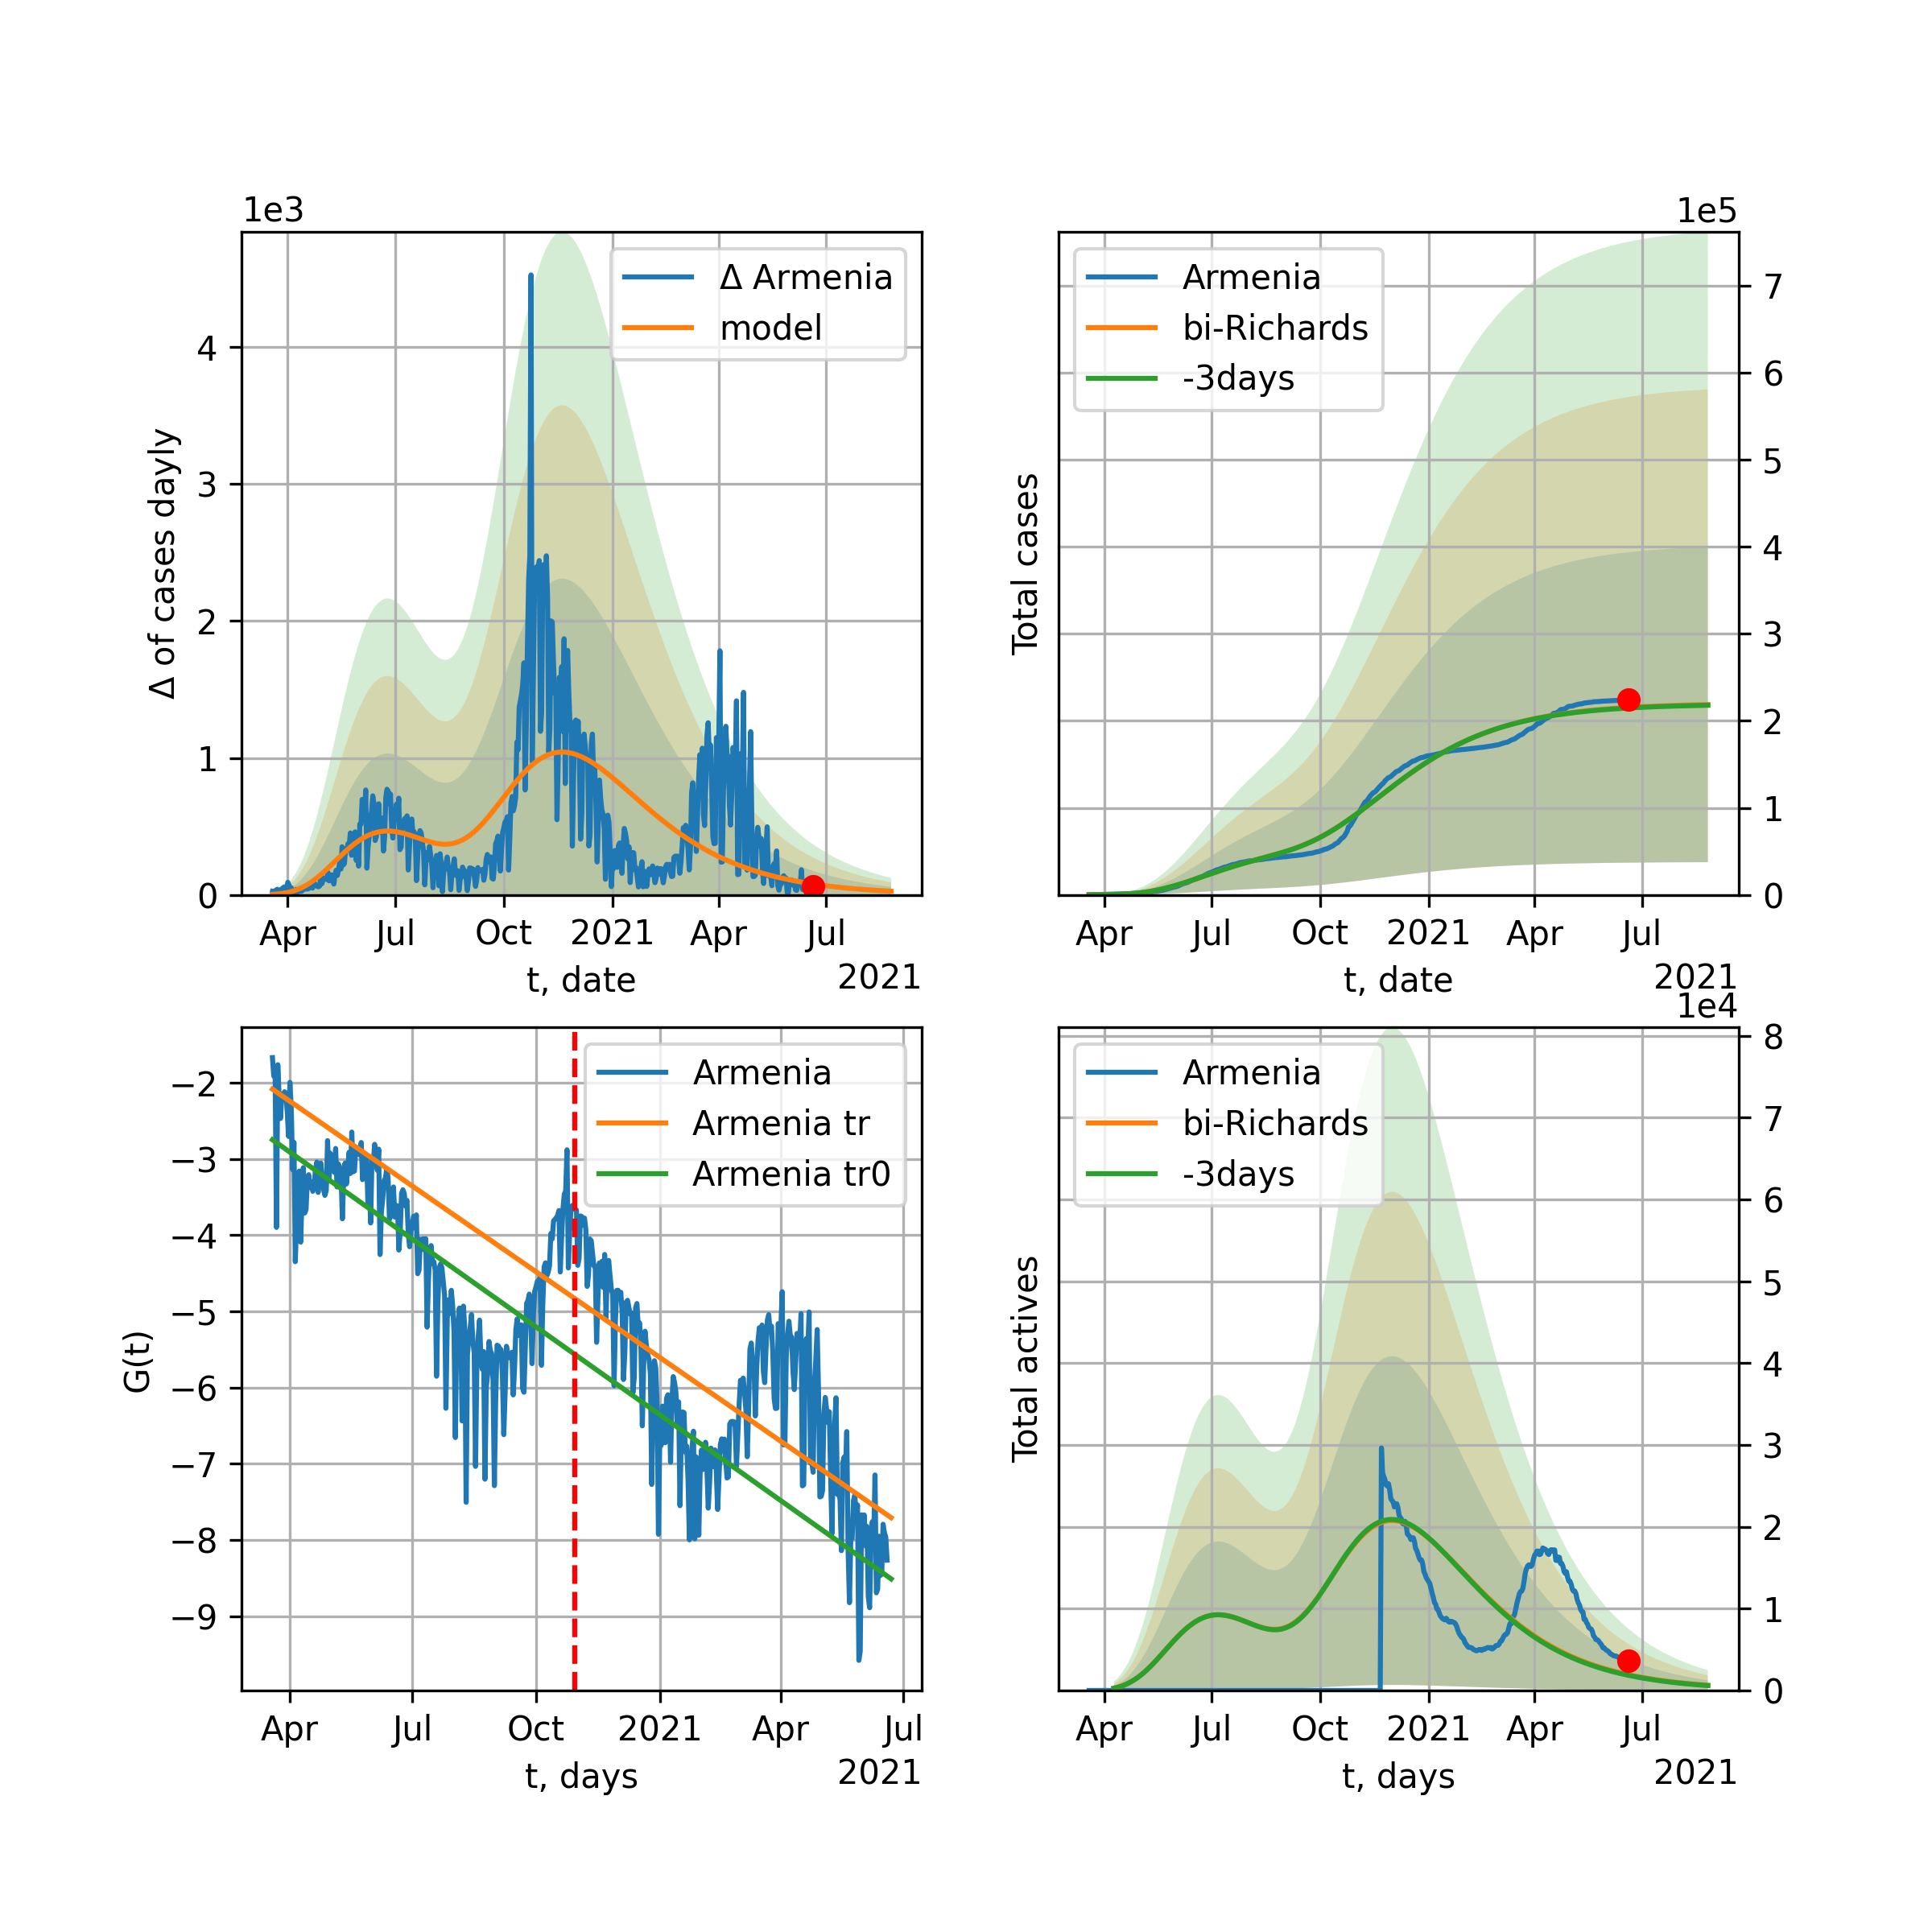 1e3
Δ Armenia
model
4
3
2
1
0
Δ of cases dayly
Apr Jul Oct 2021 Apr Jul
t, date
2021
1e5
Armenia
bi-Richards
-3days
7
6
5
4
3
2
1
0
Total cases
Apr Jul Oct 2021 Apr Jul
t, date
2021
Armenia
Armenia tr
Armenia tr0
−2
−3
−4
−5
−6
−7
−8
−9
G(t)
Apr Jul Oct 2021 Apr Jul
t, days
2021
1e4
Armenia
bi-Richards
-3days
8
7
6
5
4
3
2
1
0
Total actives
Apr Jul Oct 2021 Apr Jul
t, days
2021